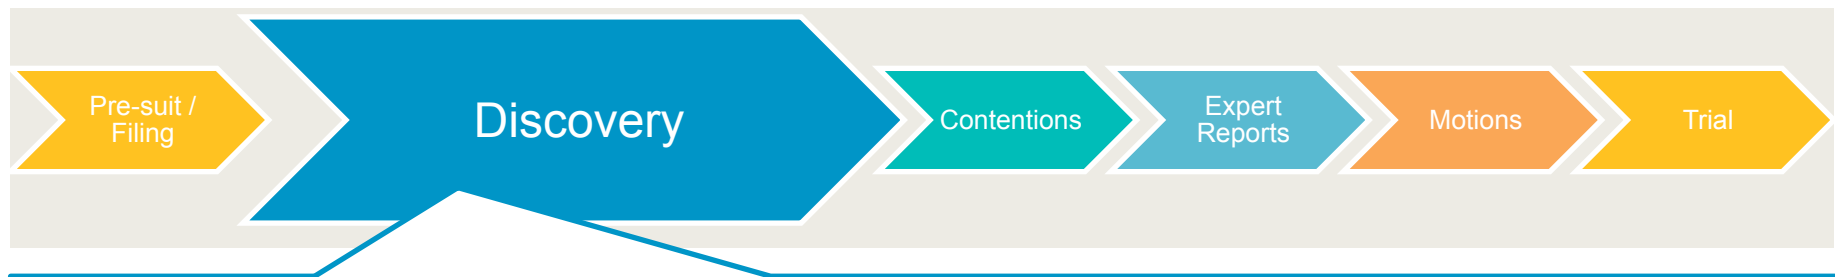 Pre-suit /
Filing
Discovery
Contentions
Expert
Reports
Motions
Trial